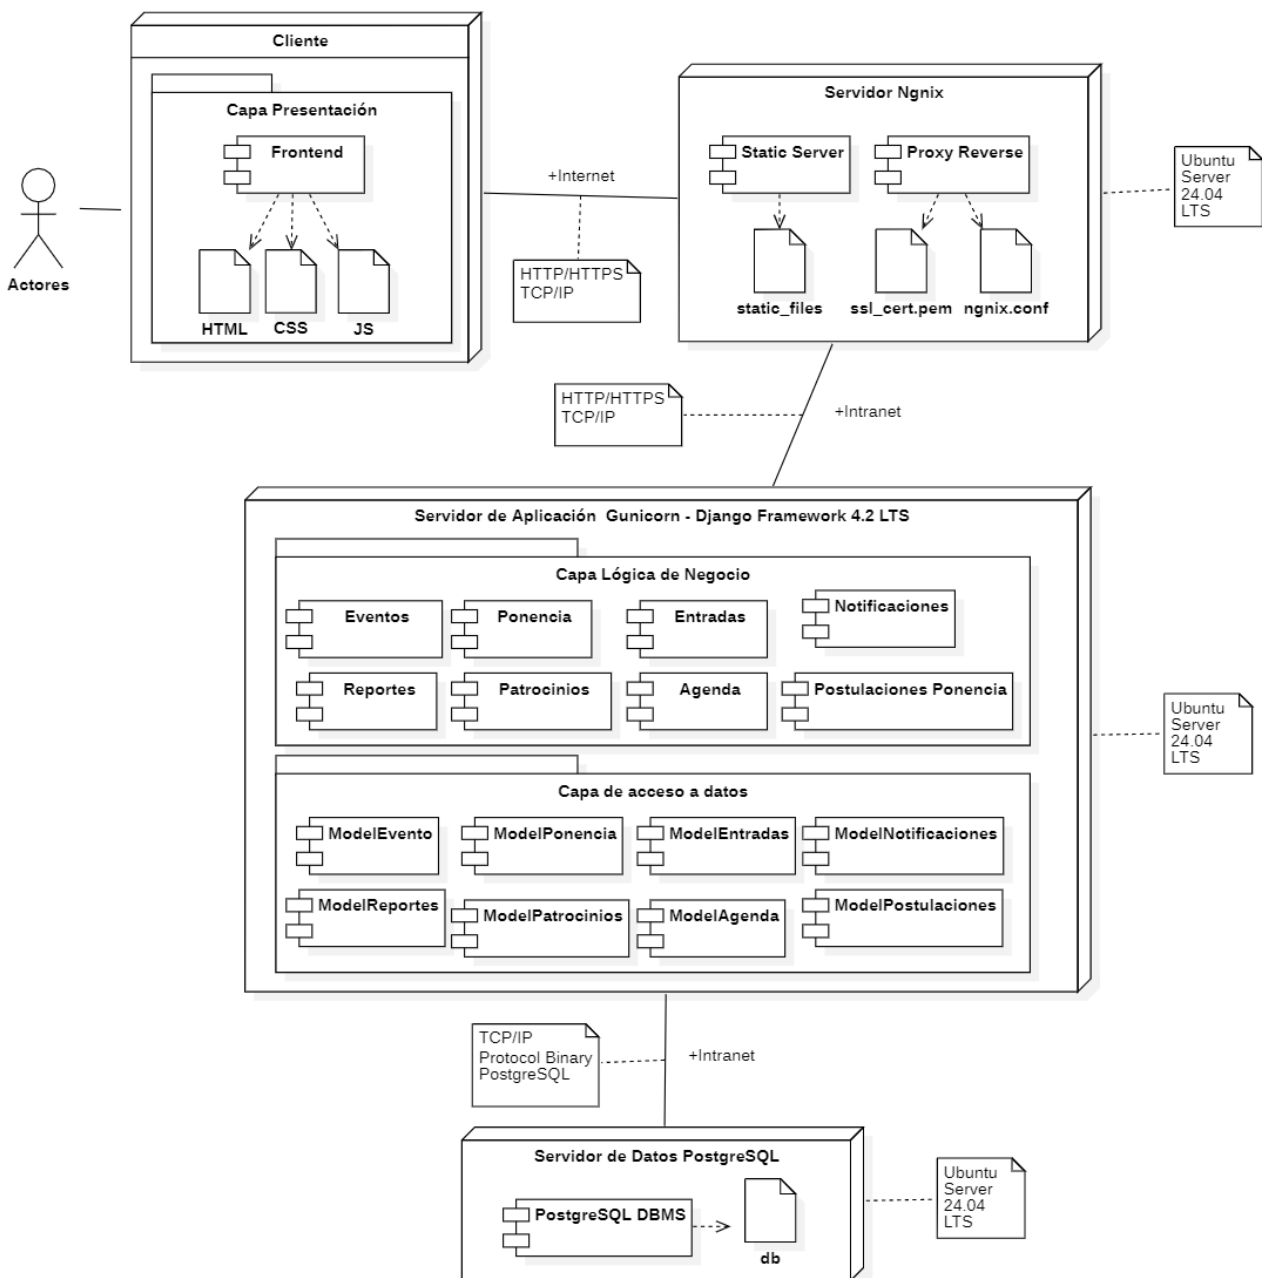 Cliente
Capa Presentación
Frontend
HTML
CSS
JS
Actores
+Internet
HTTP/HTTPS
TCP/IP
Servidor Ngnix
Static Server
Proxy Reverse
static_files
ssl_cert.pem
ngnix.conf
Ubuntu
Server
24.04
LTS
HTTP/HTTPS
TCP/IP
+Intranet
Servidor de Aplicación  Gunicorn - Django Framework 4.2 LTS
Capa Lógica de Negocio
Eventos
Ponencia
Entradas
Notificaciones
Reportes
Patrocinios
Agenda
Postulaciones Ponencia
Capa de acceso a datos
ModelEvento
ModelPonencia
ModelEntradas
ModelNotificaciones
ModelReportes
ModelPatrocinios
ModelAgenda
ModelPostulaciones
Ubuntu
Server
24.04
LTS
TCP/IP
Protocol Binary
PostgreSQL
+Intranet
Servidor de Datos PostgreSQL
PostgreSQL DBMS
db
Ubuntu
Server
24.04
LTS